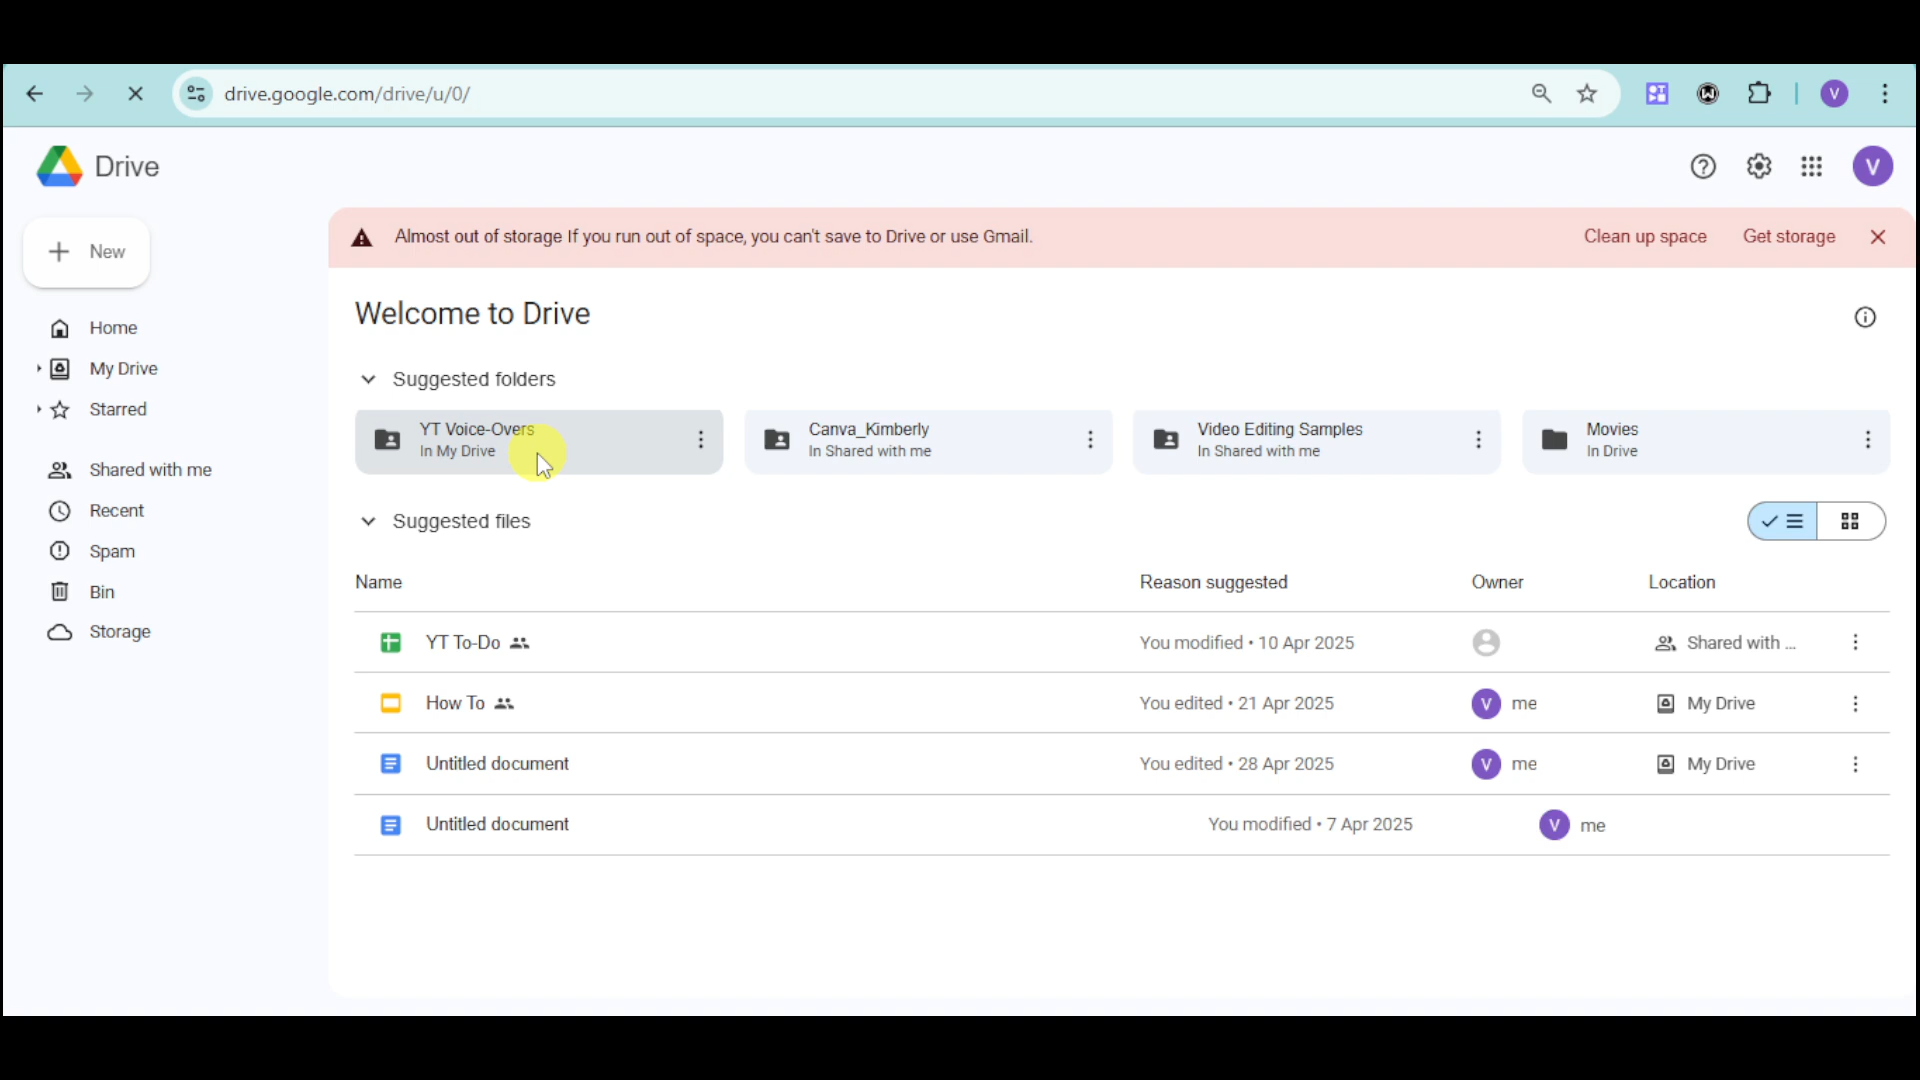 drive.google.com/drive/u/0/
V
Drive
V
New
Almost out of storage If you run out of space, you can't save to Drive or use Gmail.
Clean up space
Get storage
Home
My Drive
Starred
Shared with me
Recent
Spam
Bin
Storage
Welcome to Drive
Suggested folders
YT Voice-Overs
In My Drive
Canva_Kimberly
In Shared with me
Video Editing Samples
In Shared with me
Movies
In Drive
Suggested files
Name Reason suggested Owner Location
YT To-Do You modified • 10 Apr 2025 Shared with ...
How To You edited • 21 Apr 2025 V me My Drive
Untitled document You edited • 28 Apr 2025 V me My Drive
Untitled document You modified • 7 Apr 2025 V me